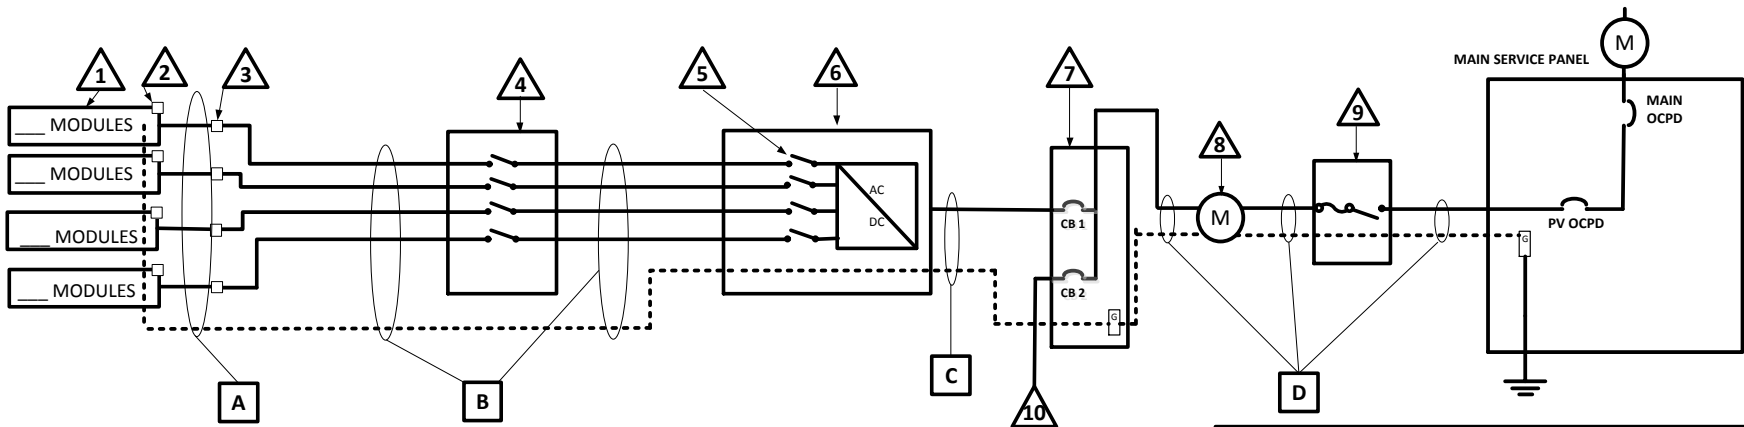 1
2
3
4
5
6
7
8
9
10
___ MODULES
___ MODULES
___ MODULES
___ MODULES
AC
DC
CB 1
CB 2
G
M
MAIN SERVICE PANEL
M
MAIN
OCPD
PV OCPD
G
A
B
C
D